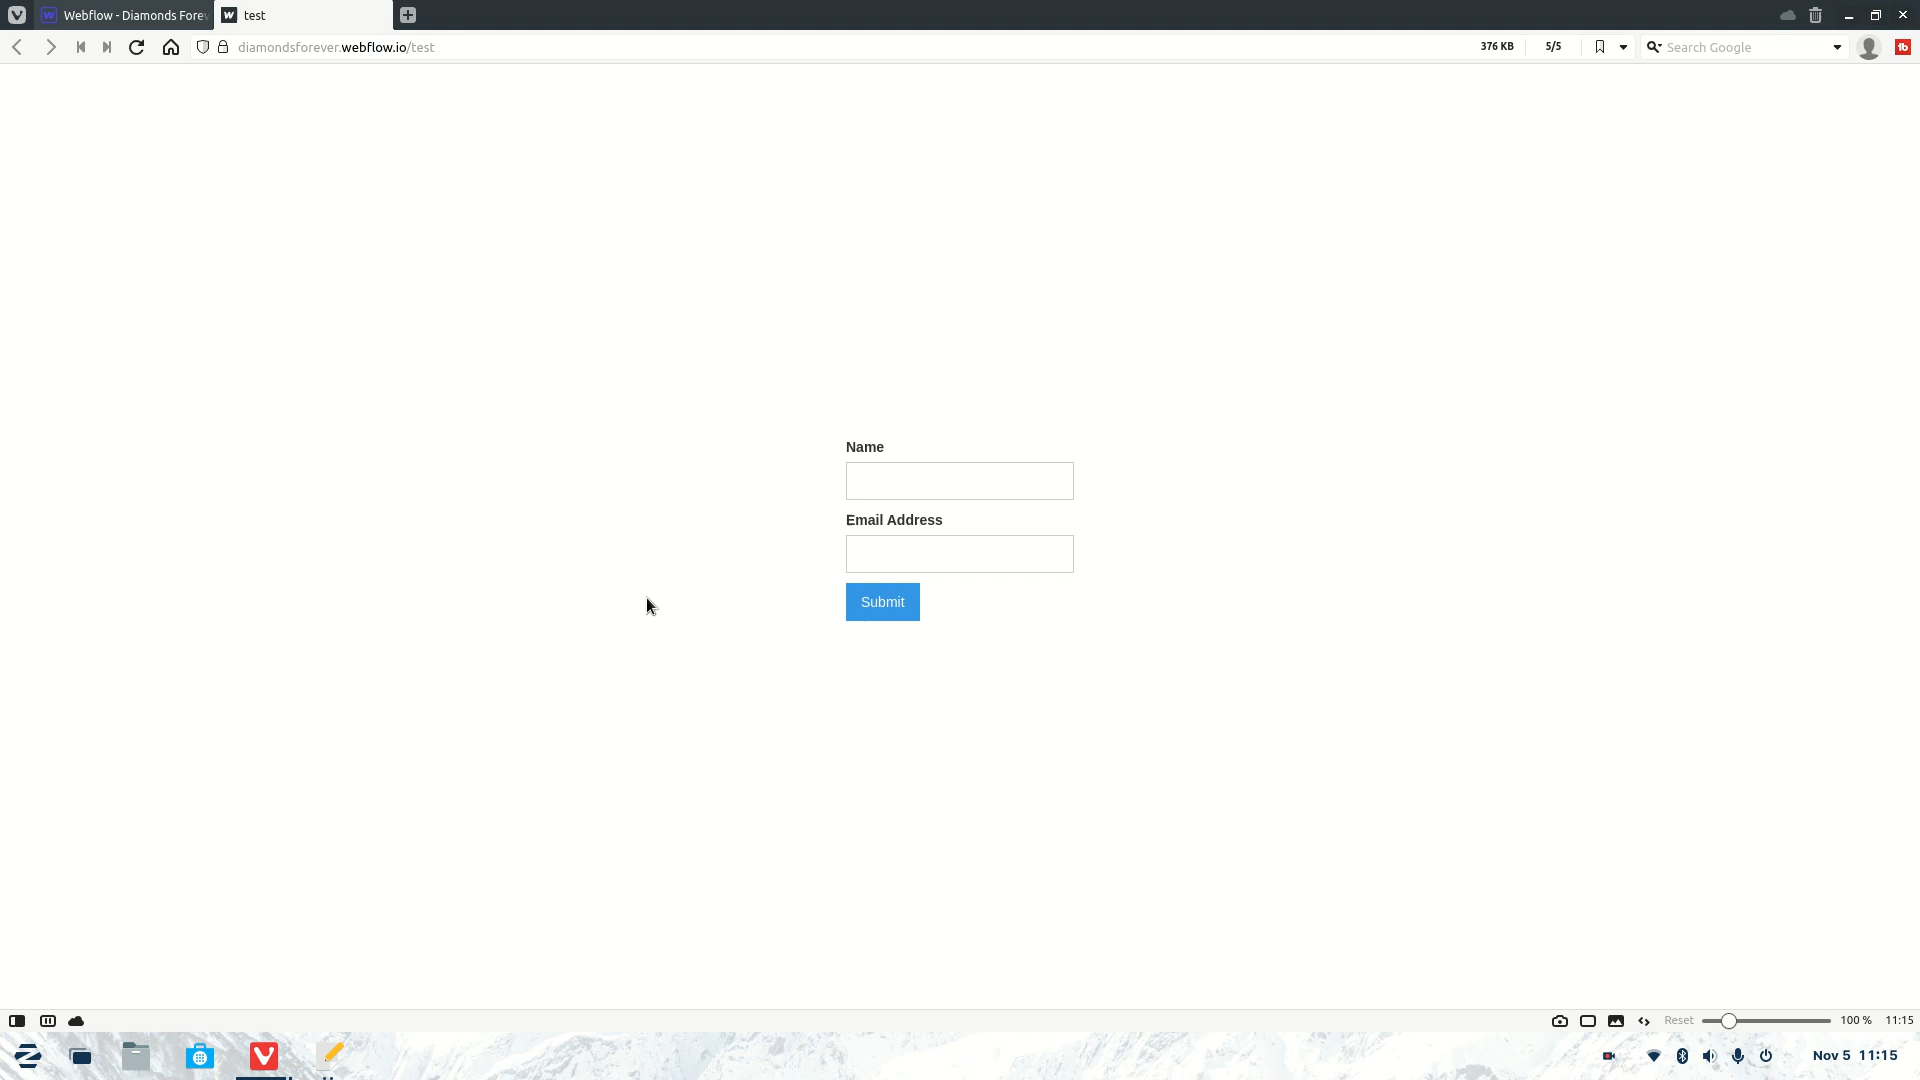 Webflow - Diamonds Forev
test
diamondsforever.webflow.io/test
376 KB
5/5
Search Google
Name
Email Address
Submit
Reset
100 %
11:15
Nov 5 11:15